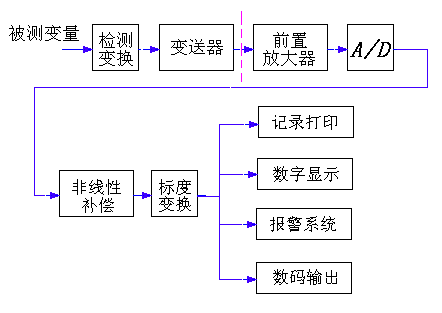 被测变量
检测
变换
变送器
前置
放大器
A/D
非线性
补偿
标度
变换
记录打印
数字显示
报警系统
数码输出